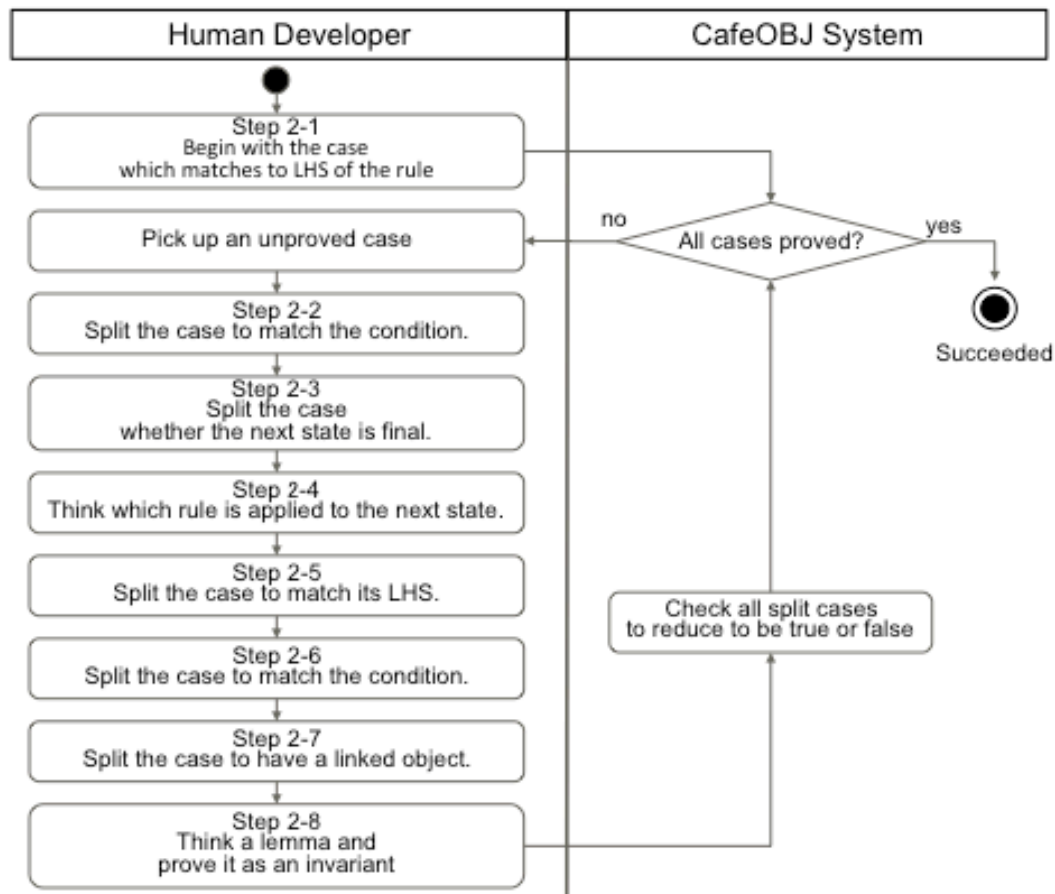 Human Developer
CafeOBJ System
Step 2-1
Begin with the case
which matches to LHS of the rule
no
yes
Pick up an unproved case
All cases proved?
Step 2-2
Split the case to match the condition.
Succeeded
Step 2-3
Split the case
whether the next state is final.
Step 2-4
Think which rule is applied to the next state.
Step 2-5
Split the case to match its LHS.
Check all split cases
to reduce to be true or false
Step 2-6
Split the case to match the condition.
Step 2-7
Split the case to have a linked object.
Step 2-8
Think a lemma and
prove it as an invariant